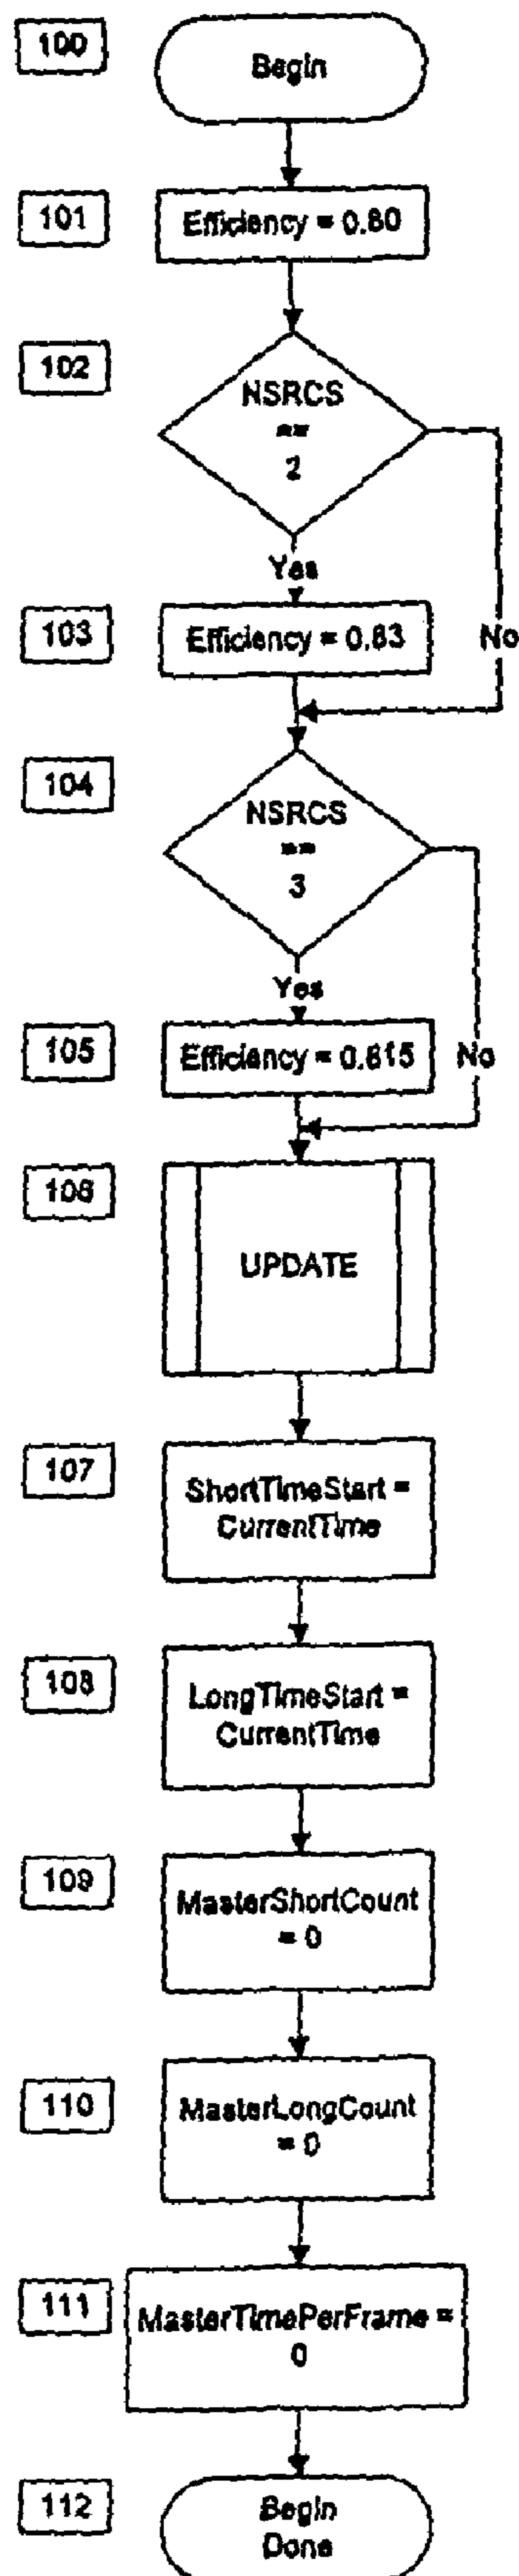 100
Begin
101
Efficiency = 0.80
102
NSRCS
==
2
Yes
103
Efficiency = 0.83
No
104
NSRCS
==
3
Yes
105
Efficiency = 0.815
No
106
UPDATE
107
ShortTimeStart =
CurrentTime
108
LongTimeStart =
CurrentTime
109
MasterShortCount
= 0
110
MasterLongCount
= 0
111
MasterTimePerFrame =
0
112
Begin
Done